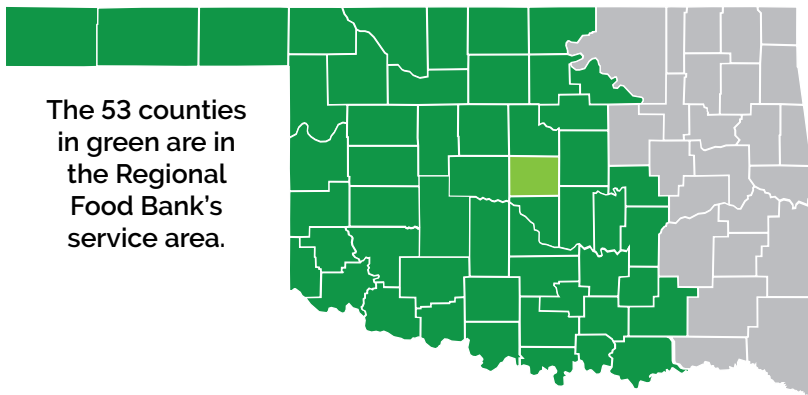 The 53 counties
in green are in
the Regional
Food Bank's
service area.